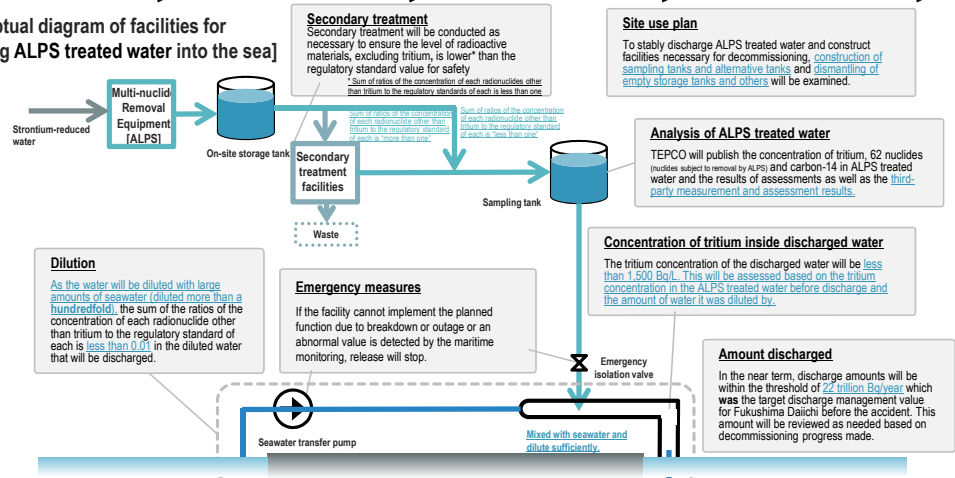 ptual diagram of facilities for
g ALPS treated water into the sea]
Secondary treatment
Secondary treatment will be conducted as
necessary to ensure the level of radioactive
materials, excluding tritium, is lower* than the
regulatory standard value for safety
* Sum of ratios of the concentration of each radionuclides other
than tritium to the regulatory standards of each is less than one
Site use plan
To stably discharge ALPS treated water and construct
facilities necessary for decommissioning, construction of
sampling tanks and alternative tanks and dismantling of
empty storage tanks and others will be examined.
Strontium-reduced
water
Multi-nuclide
Removal
Equipment
[ALPS]
On-site storage tank
Sum of ratios of the concentration
of each radionuclide other than
tritium to the regulatory standard
of each is "more than one"
Sum of ratios of the concentration
of each radionuclide other than
tritium to the regulatory standard
of each is "less than one"
Secondary
treatment
facilities
Waste
Sampling tank
Analysis of ALPS treated water
TEPCO will publish the concentration of tritium, 62 nuclides
(nuclides subject to removal by ALPS) and carbon-14 in ALPS treated
water and the results of assessments as well as the third-
party measurement and assessment results.
Concentration of tritium inside discharged water
The tritium concentration of the discharged water will be less
than 1,500 Bq/L. This will be assessed based on the tritium
concentration in the ALPS treated water before discharge and
the amount of water it was diluted by.
Dilution
As the water will be diluted with large
amounts of seawater (diluted more than a
hundredfold), the sum of the ratios of the
concentration of each radionuclide other
than tritium to the regulatory standard of
each is less than 0.01 in the diluted water
that will be discharged.
Emergency measures
If the facility cannot implement the planned
function due to breakdown or outage or an
abnormal value is detected by the maritime
monitoring, release will stop.
Emergency
isolation valve
Amount discharged
In the near term, discharge amounts will be
within the threshold of 22 trillion Bq/year which
was the target discharge management value
for Fukushima Daiichi before the accident. This
amount will be reviewed as needed based on
decommissioning progress made.
Seawater transfer pump
Mixed with seawater and
dilute sufficiently.